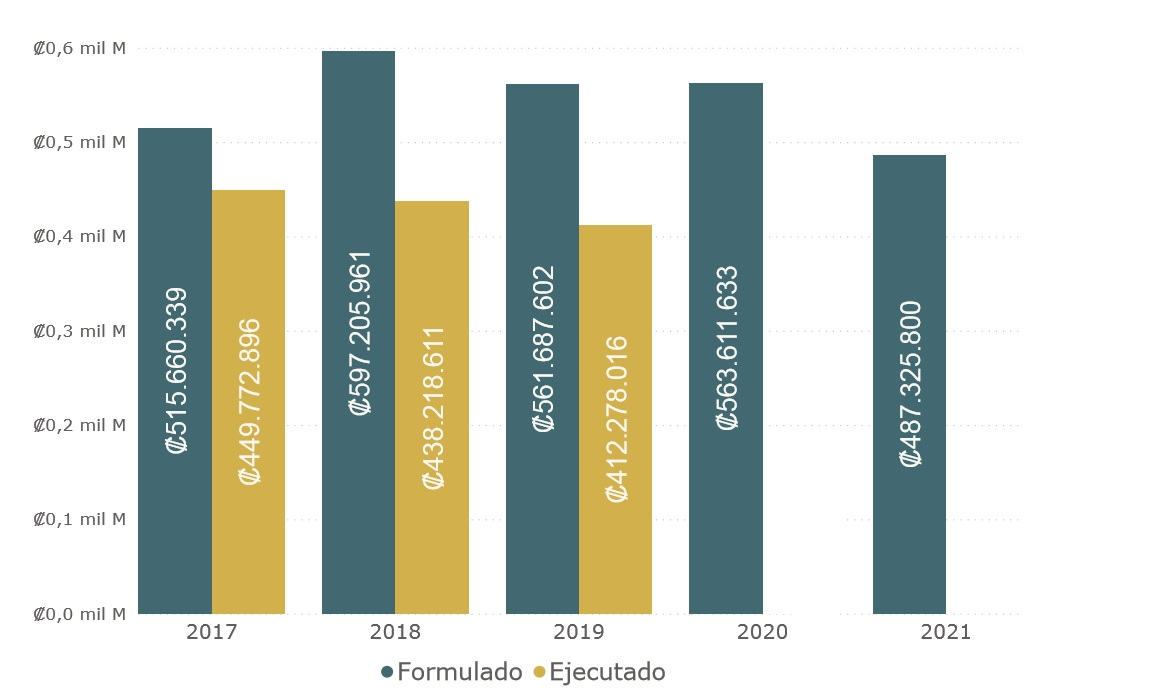 ₡0,6 mil M
₡0,5 mil M
₡0,4 mil M
₡0,3 mil M
₡0,2 mil M
₡0,1 mil M
₡0,0 mil M
₡515.660.339
₡449.772.896
₡597.205.961
₡438.218.611
₡561.687.602
₡412.278.016
₡563.611.633
₡487.325.800
2017
2018
2019
2020
2021
Formulado
Ejecutado